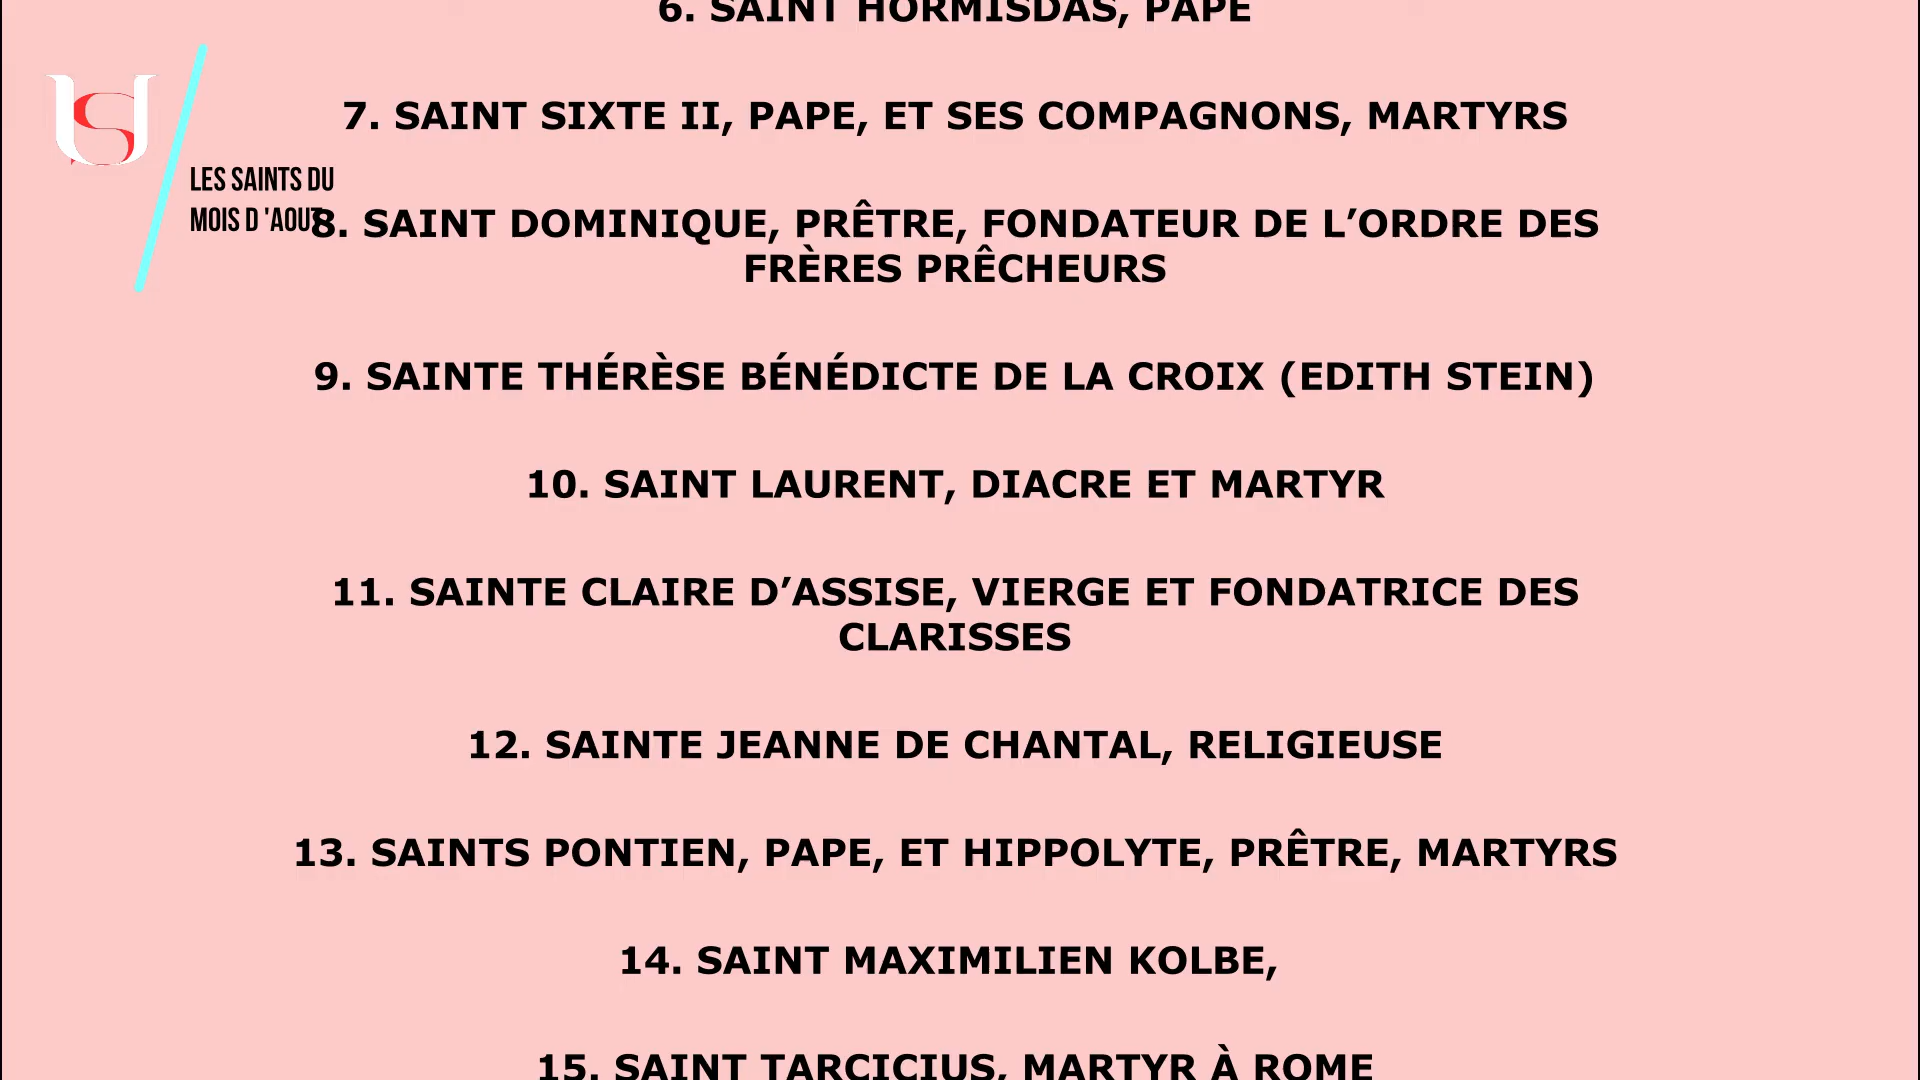 6. SAINT HORMISDAS, PAPE
7. SAINT SIXTE II, PAPE, ET SES COMPAGNONS, MARTYRS
US
LES SAINTS DU
MOIS D 'AOUT
8. SAINT DOMINIQUE, PRÊTRE, FONDATEUR DE L’ORDRE DES
FRÈRES PRÊCHEURS
9. SAINTE THÉRÈSE BÉNÉDICTE DE LA CROIX (EDITH STEIN)
10. SAINT LAURENT, DIACRE ET MARTYR
11. SAINTE CLAIRE D’ASSISE, VIERGE ET FONDATRICE DES
CLARISSES
12. SAINTE JEANNE DE CHANTAL, RELIGIEUSE
13. SAINTS PONTIEN, PAPE, ET HIPPOLYTE, PRÊTRE, MARTYRS
14. SAINT MAXIMILIEN KOLBE,
15. SAINT TARCICIUS, MARTYR À ROME